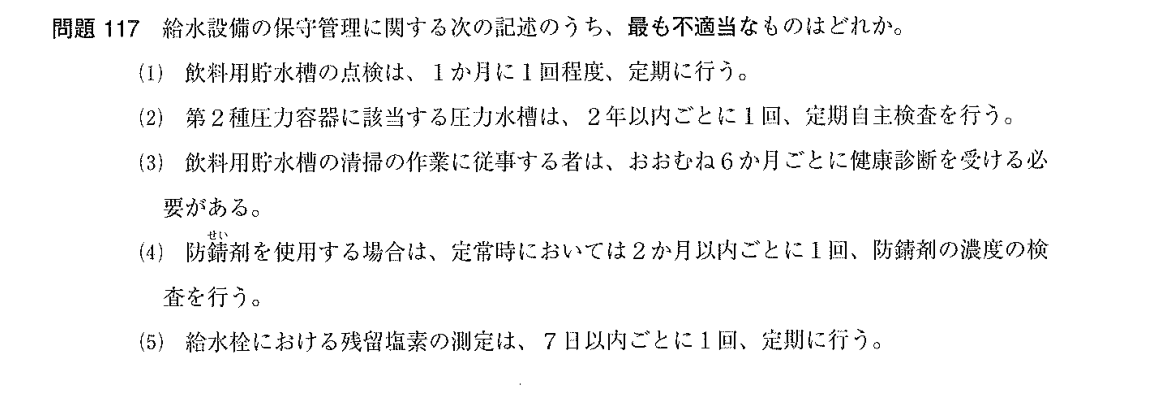 問題 117　給水設備の保守管理に関する次の記述のうち、最も不適当なものはどれか。
(1)　飲料用貯水槽の点検は、１か月に１回程度、定期に行う。
(2)　第２種圧力容器に該当する圧力水槽は、２年以内ごとに１回、定期自主検査を行う。
(3)　飲料用貯水槽の清掃の作業に従事する者は、おおむね６か月ごとに健康診断を受ける必
要がある。
せい
(4)　防錆剤を使用する場合は、定常時においては２か月以内ごとに１回、防錆剤の濃度の検
査を行う。
(5)　給水栓における残留塩素の測定は、７日以内ごとに１回、定期に行う。